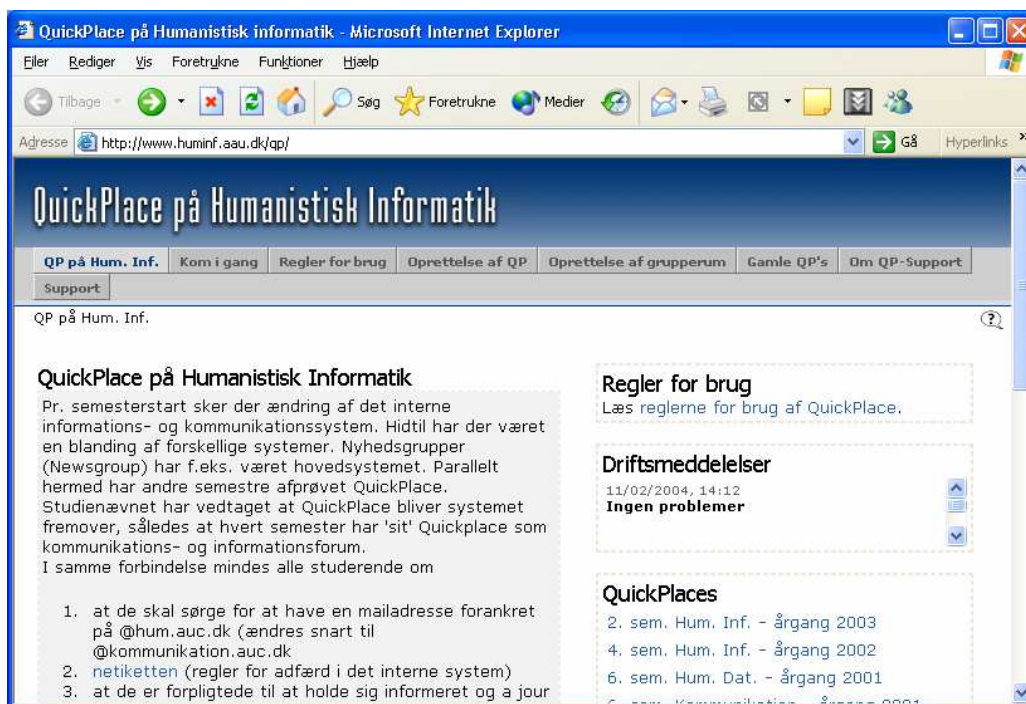 QuickPlace på Humanistisk informatik - Microsoft Internet Explorer
Filer Rediger Vis Foretrukne Funktioner Hjælp
Tilbage Søg Foretrukne Medier
Adresse http://www.huminf.aau.dk/qp/ Gå Hyperlinks »
QuickPlace på Humanistisk Informatik
QP på Hum. Inf. Kom i gang Regler for brug Oprettelse af QP Oprettelse af grupperum Gamle QP's Om QP-Support
Support
QP på Hum. Inf.
QuickPlace på Humanistisk Informatik
Pr. semesterstart sker der ændring af det interne
informations- og kommunikationssystem. Hidtil har der været
en blanding af forskellige systemer. Nyhedsgrupper
(Newsgroup) har f.eks. været hovedsystemet. Parallelt
hermed har andre semestre afprøvet QuickPlace.
Studienævnet har vedtaget at QuickPlace bliver systemet
fremover, således at hvert semester har 'sit' Quickplace som
kommunikations- og informationsforum.
I samme forbindelse mindes alle studerende om
1. at de skal sørge for at have en mailadresse forankret
på @hum.auc.dk (ændres snart til
@kommunikation.auc.dk
2. netiketten (regler for adfærd i det interne system)
3. at de er forpligtede til at holde sig informeret og a jour
Regler for brug
Læs reglerne for brug af QuickPlace.
Driftsmeddelelser
11/02/2004, 14:12
Ingen problemer
QuickPlaces
2. sem. Hum. Inf. - årgang 2003
4. sem. Hum. Inf. - årgang 2002
6. sem. Hum. Dat. - årgang 2001
6. sem. Kommunikation - årgang 2001